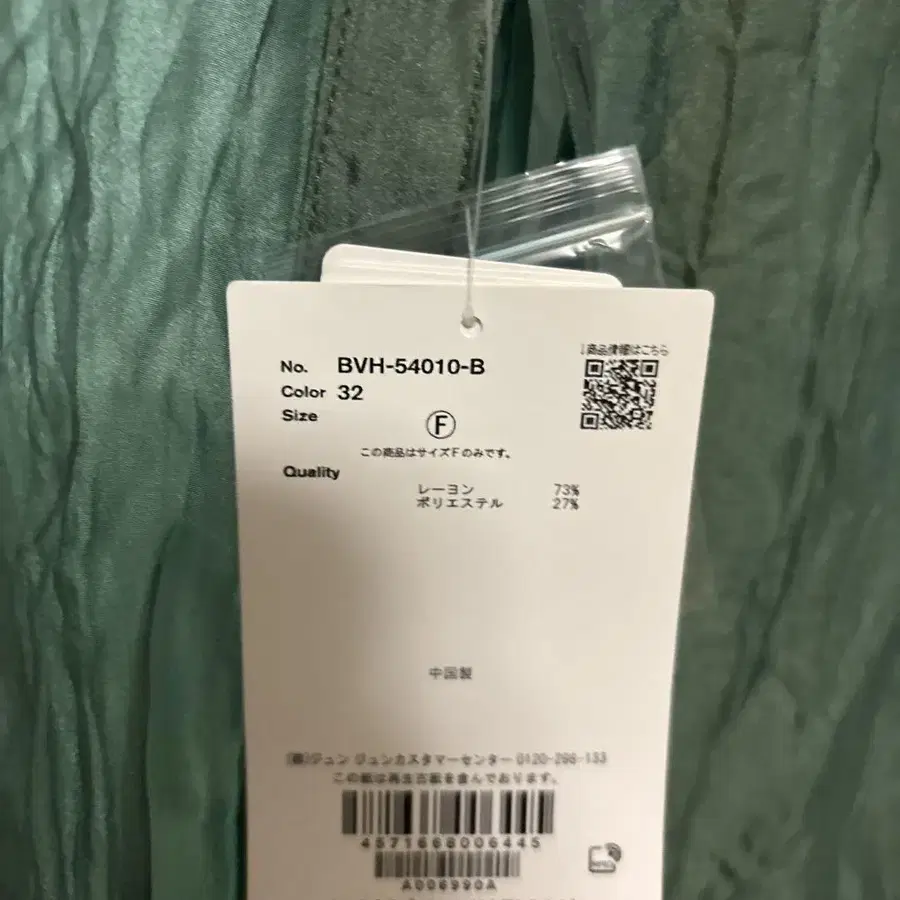 No. BVH-54010-B
↓商品情報はこちら
Color 32
Size
Ⓕ
この商品はサイズFのみです。
Quality
レーヨン 73%
ポリエステル 27%
中国製
(株)ジュン ジュンカスタマーセンター 0120-298-133
この紙は再生古紙を含んでおります。
4571668006445
A006990A